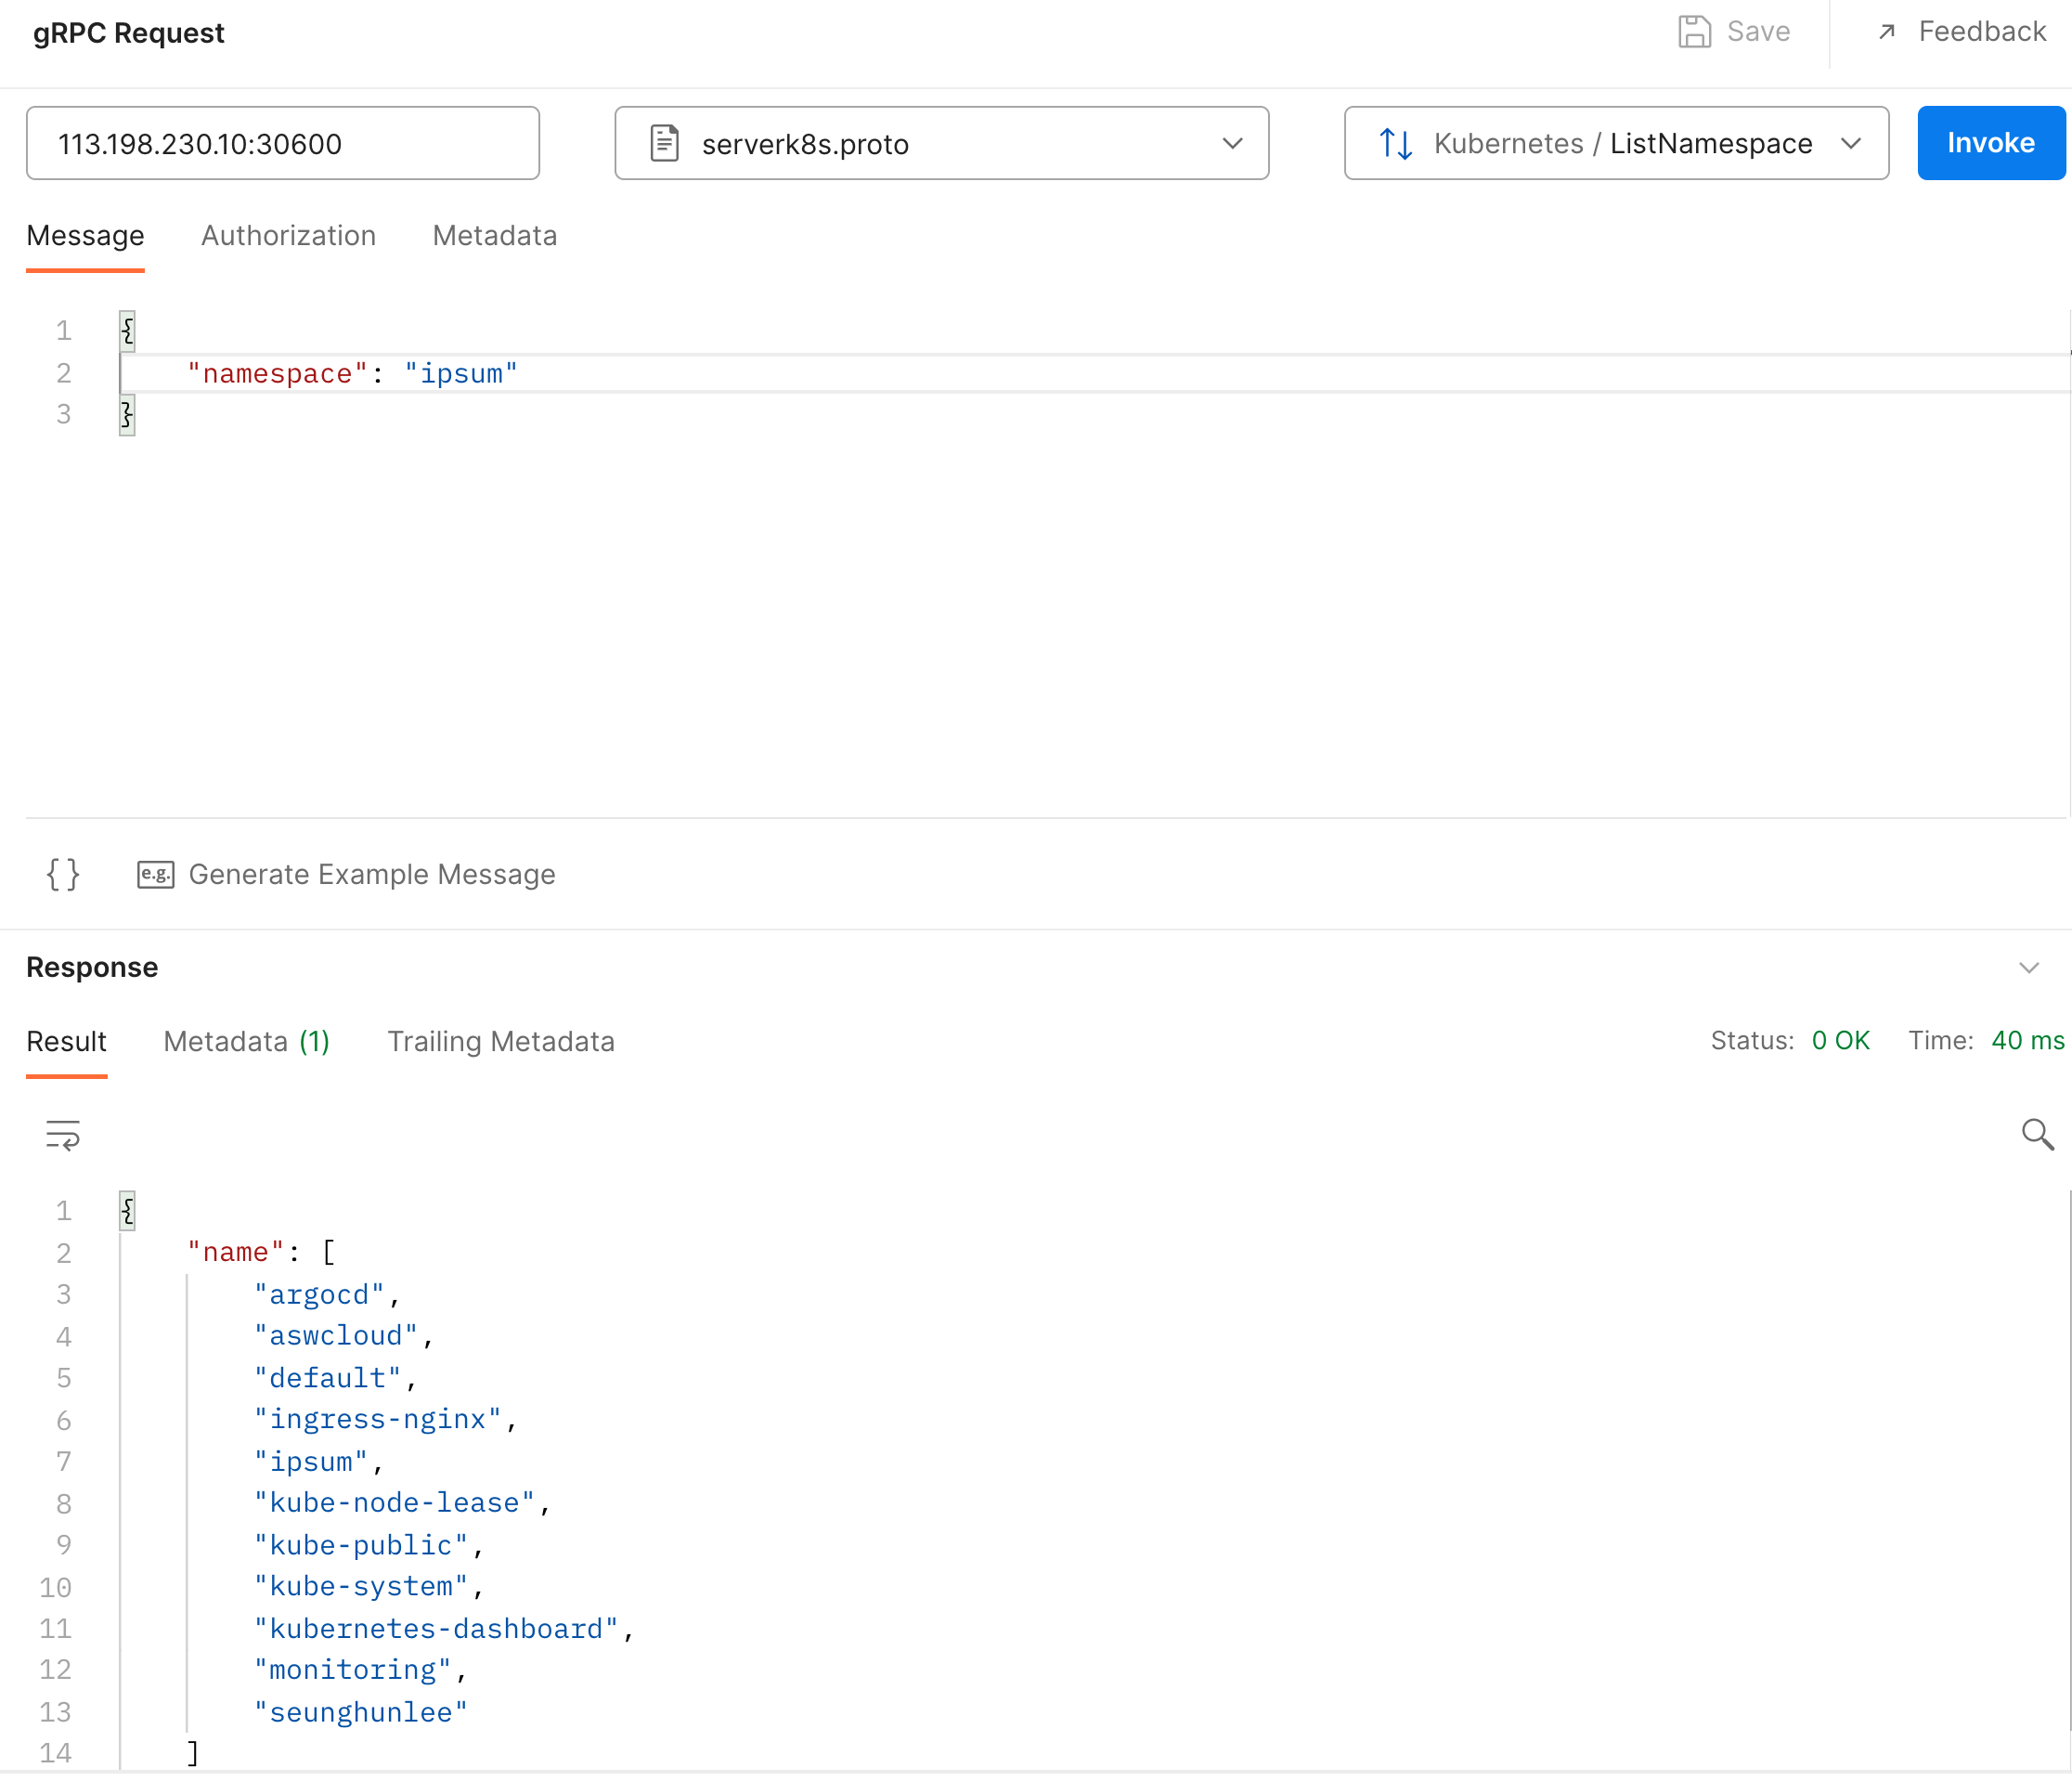 gRPC Request
Save
Feedback
113.198.230.10:30600
serverk8s.proto
Kubernetes / ListNamespace
Invoke
Message Authorization Metadata
1 {
2 "namespace": "ipsum"
3 }
{} e.g. Generate Example Message
Response
Result Metadata (1) Trailing Metadata
Status: 0 OK Time: 40 ms
1 {
2 "name": [
3 "argocd",
4 "aswcloud",
5 "default",
6 "ingress-nginx",
7 "ipsum",
8 "kube-node-lease",
9 "kube-public",
10 "kube-system",
11 "kubernetes-dashboard",
12 "monitoring",
13 "seunghunlee"
14 ]